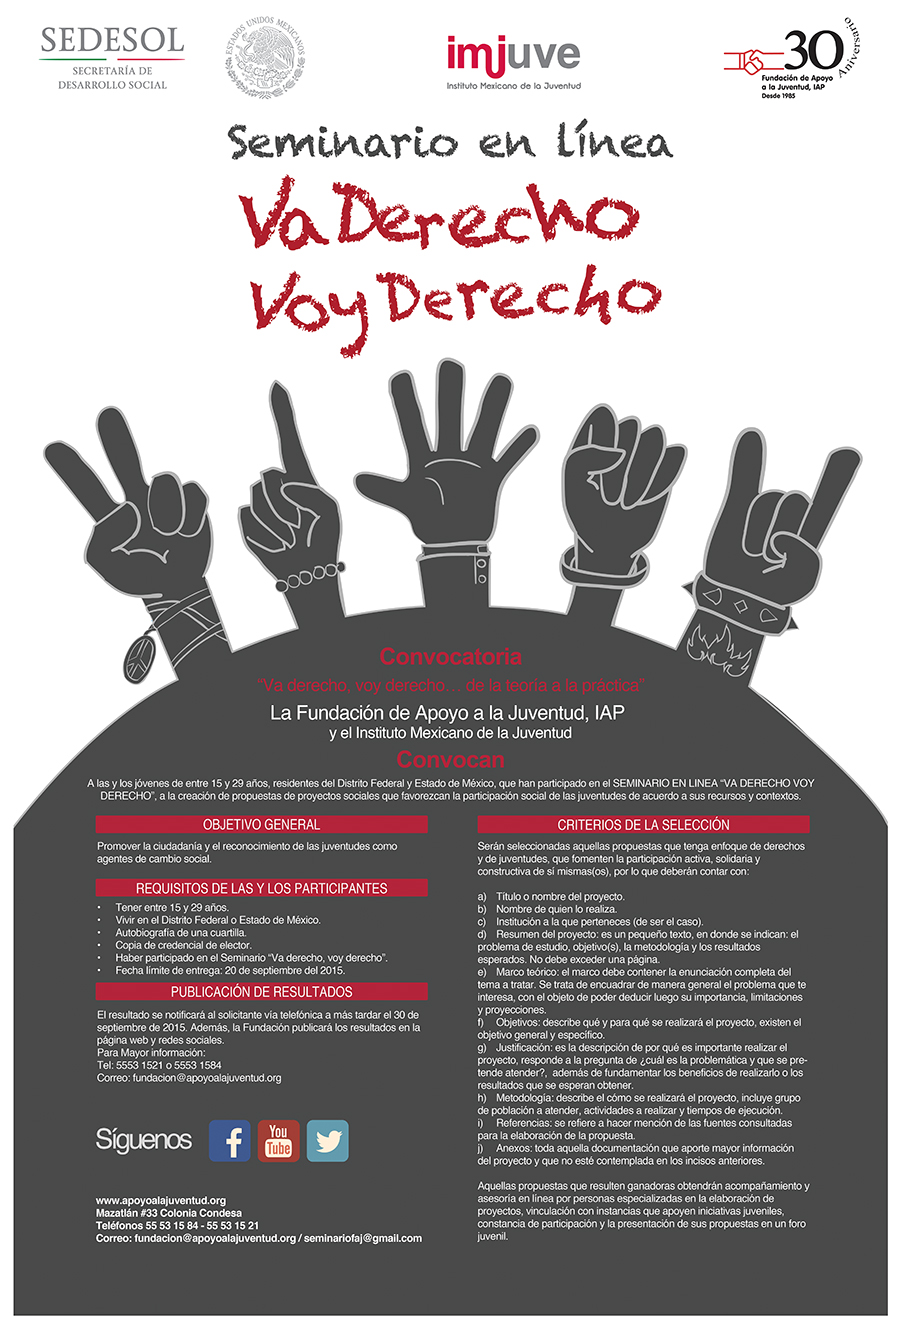 SEDESOL
SECRETARÍA DE
DESARROLLO SOCIAL
ESTADOS UNIDOS MEXICANOS
imjuve
Instituto Mexicano de la Juventud
30
Aniversario
Fundación de Apoyo
a la Juventud, IAP
Desde 1985
Seminario en línea
Va Derecho
Voy Derecho
Convocatoria
“Va derecho, voy derecho... de la teoría a la práctica”
La Fundación de Apoyo a la Juventud, IAP
y el Instituto Mexicano de la Juventud
Convocan
A las y los jóvenes de entre 15 y 29 años, residentes del Distrito Federal y Estado de México, que han participado en el SEMINARIO EN LINEA “VA DERECHO VOY
DERECHO”, a la creación de propuestas de proyectos sociales que favorezcan la participación social de las juventudes de acuerdo a sus recursos y contextos.
OBJETIVO GENERAL
Promover la ciudadanía y el reconocimiento de las juventudes como
agentes de cambio social.
REQUISITOS DE LAS Y LOS PARTICIPANTES
• Tener entre 15 y 29 años.
• Vivir en el Distrito Federal o Estado de México.
• Autobiografía de una cuartilla.
• Copia de credencial de elector.
• Haber participado en el Seminario “Va derecho, voy derecho”.
• Fecha límite de entrega: 20 de septiembre del 2015.
PUBLICACIÓN DE RESULTADOS
El resultado se notificará al solicitante vía telefónica a más tardar el 30 de
septiembre de 2015. Además, la Fundación publicará los resultados en la
página web y redes sociales.
Para Mayor información:
Tel: 5553 1521 o 5553 1584
Correo: fundacion@apoyoalajuventud.org
Síguenos
f
You
Tube
www.apoyoalajuventud.org
Mazatlán #33 Colonia Condesa
Teléfonos 55 53 15 84 - 55 53 15 21
Correo: fundacion@apoyoalajuventud.org / seminariofaj@gmail.com
CRITERIOS DE LA SELECCIÓN
Serán seleccionadas aquellas propuestas que tenga enfoque de derechos
y de juventudes, que fomenten la participación activa, solidaria y
constructiva de sí mismas(os), por lo que deberán contar con:
a) Título o nombre del proyecto.
b) Nombre de quien lo realiza.
c) Institución a la que perteneces (de ser el caso).
d) Resumen del proyecto: es un pequeño texto, en donde se indican: el
problema de estudio, objetivo(s), la metodología y los resultados
esperados. No debe exceder una página.
e) Marco teórico: el marco debe contener la enunciación completa del
tema a tratar. Se trata de encuadrar de manera general el problema que te
interesa, con el objeto de poder deducir luego su importancia, limitaciones
y proyecciones.
f) Objetivos: describe qué y para qué se realizará el proyecto, existen el
objetivo general y específico.
g) Justificación: es la descripción de por qué es importante realizar el
proyecto, responde a la pregunta de ¿cuál es la problemática y que se pre-
tende atender?, además de fundamentar los beneficios de realizarlo o los
resultados que se esperan obtener.
h) Metodología: describe el cómo se realizará el proyecto, incluye grupo
de población a atender, actividades a realizar y tiempos de ejecución.
i) Referencias: se refiere a hacer mención de las fuentes consultadas
para la elaboración de la propuesta.
j) Anexos: toda aquella documentación que aporte mayor información
del proyecto y que no esté contemplada en los incisos anteriores.
Aquellas propuestas que resulten ganadoras obtendrán acompañamiento y
asesoría en línea por personas especializadas en la elaboración de
proyectos, vinculación con instancias que apoyen iniciativas juveniles,
constancia de participación y la presentación de sus propuestas en un foro
juvenil.